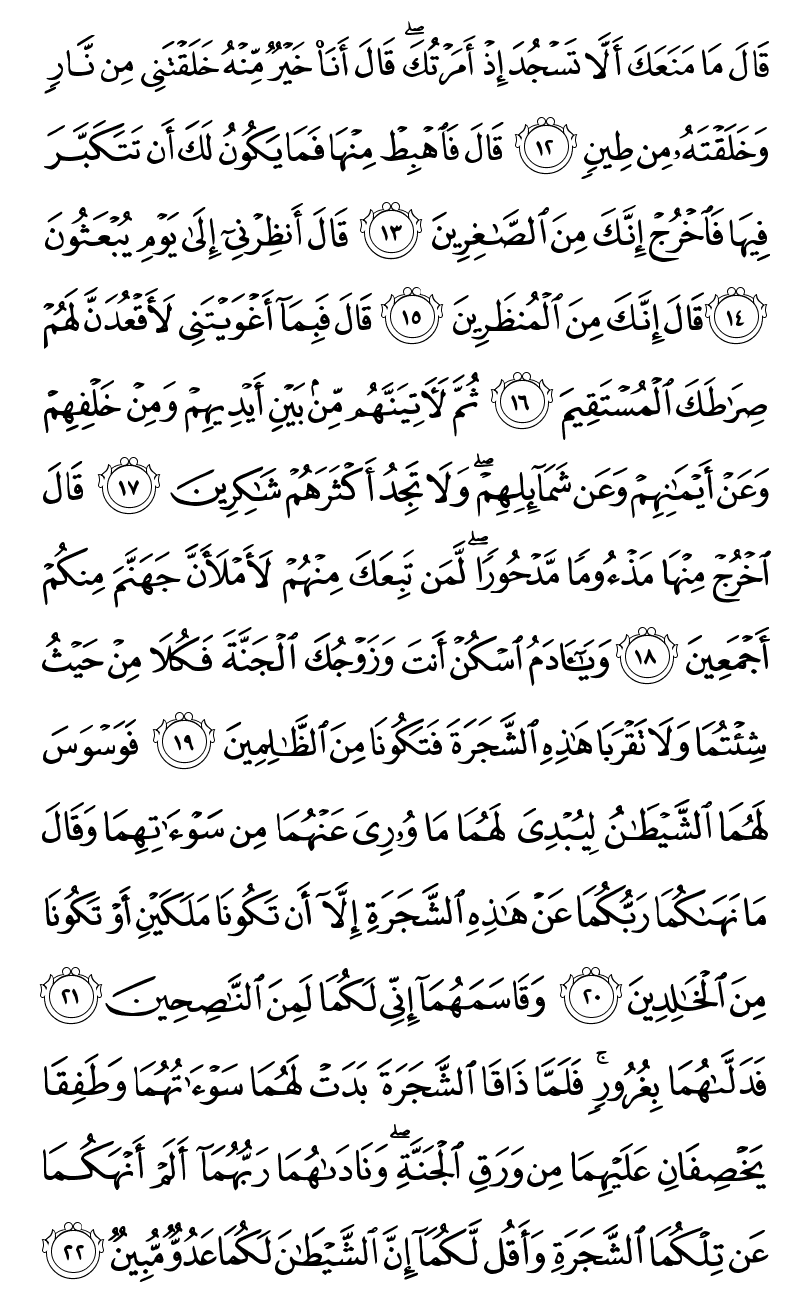 قَالَ مَا مَنَعَكَ أَلَّا تَسْجُدَ إِذْ أَمَرْتُكَ ۖ قَالَ أَنَا۠ خَيْرٌ مِّنْهُ خَلَقْتَنِى مِن نَّارٍ
وَخَلَقْتَهُۥ مِن طِينٍ ١٢ قَالَ فَٱهْبِطْ مِنْهَا فَمَا يَكُونُ لَكَ أَن تَتَكَبَّرَ
فِيهَا فَٱخْرُجْ إِنَّكَ مِنَ ٱلصَّٰغِرِينَ ١٣ قَالَ أَنظِرْنِىٓ إِلَىٰ يَوْمِ يُبْعَثُونَ
١٤ قَالَ إِنَّكَ مِنَ ٱلْمُنظَرِينَ ١٥ قَالَ فَبِمَآ أَغْوَيْتَنِى لَأَقْعُدَنَّ لَهُمْ
صِرَٰطَكَ ٱلْمُسْتَقِيمَ ١٦ ثُمَّ لَءَاتِيَنَّهُم مِّنۢ بَيْنِ أَيْدِيهِمْ وَمِنْ خَلْفِهِمْ
وَعَنْ أَيْمَٰنِهِمْ وَعَن شَمَآئِلِهِمْ ۖ وَلَا تَجِدُ أَكْثَرَهُمْ شَٰكِرِينَ ١٧ قَالَ
ٱخْرُجْ مِنْهَا مَذْءُومًا مَّدْحُورًا ۖ لَّمَن تَبِعَكَ مِنْهُمْ لَأَمْلَأَنَّ جَهَنَّمَ مِنكُمْ
أَجْمَعِينَ ١٨ وَيَٰٓـَٔادَمُ ٱسْكُنْ أَنتَ وَزَوْجُكَ ٱلْجَنَّةَ فَكُلَا مِنْ حَيْثُ
شِئْتُمَا وَلَا تَقْرَبَا هَٰذِهِ ٱلشَّجَرَةَ فَتَكُونَا مِنَ ٱلظَّٰلِمِينَ ١٩ فَوَسْوَسَ
لَهُمَا ٱلشَّيْطَٰنُ لِيُبْدِىَ لَهُمَا مَا وُۥرِىَ عَنْهُمَا مِن سَوْءَٰتِهِمَا وَقَالَ
مَا نَهَىٰكُمَا رَبُّكُمَا عَنْ هَٰذِهِ ٱلشَّجَرَةِ إِلَّآ أَن تَكُونَا مَلَكَيْنِ أَوْ تَكُونَا
مِنَ ٱلْخَٰلِدِينَ ٢٠ وَقَاسَمَهُمَآ إِنِّى لَكُمَا لَمِنَ ٱلنَّٰصِحِينَ ٢١
فَدَلَّىٰهُمَا بِغُرُورٍ ۚ فَلَمَّا ذَاقَا ٱلشَّجَرَةَ بَدَتْ لَهُمَا سَوْءَٰتُهُمَا وَطَفِقَا
يَخْصِفَانِ عَلَيْهِمَا مِن وَرَقِ ٱلْجَنَّةِ ۖ وَنَادَىٰهُمَا رَبُّهُمَآ أَلَمْ أَنْهَكُمَا
عَن تِلْكُمَا ٱلشَّجَرَةِ وَأَقُل لَّكُمَآ إِنَّ ٱلشَّيْطَٰنَ لَكُمَا عَدُوٌّ مُّبِينٌ ٢٢